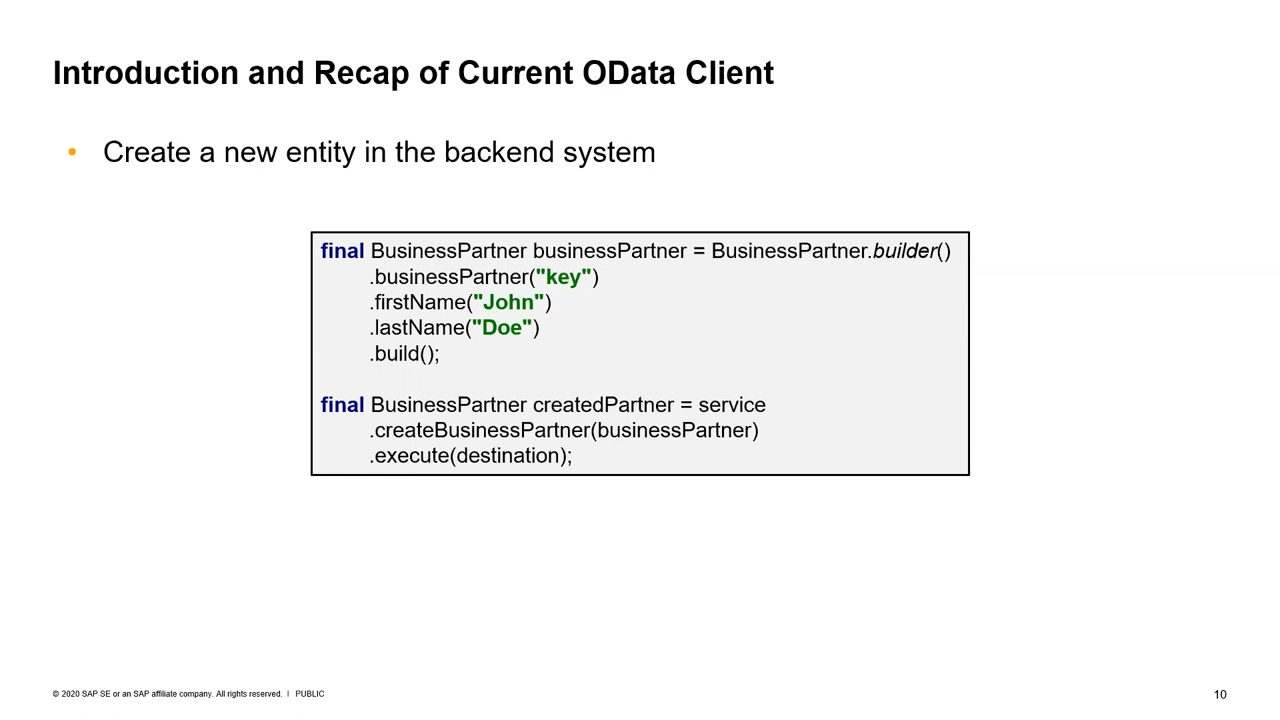 Introduction and Recap of Current OData Client
• Create a new entity in the backend system
final BusinessPartner businessPartner = BusinessPartner.builder()
.businessPartner("key")
.firstName("John")
.lastName("Doe")
.build();
final BusinessPartner createdPartner = service
.createBusinessPartner(businessPartner)
.execute(destination);
© 2020 SAP SE or an SAP affiliate company. All rights reserved. | PUBLIC
10